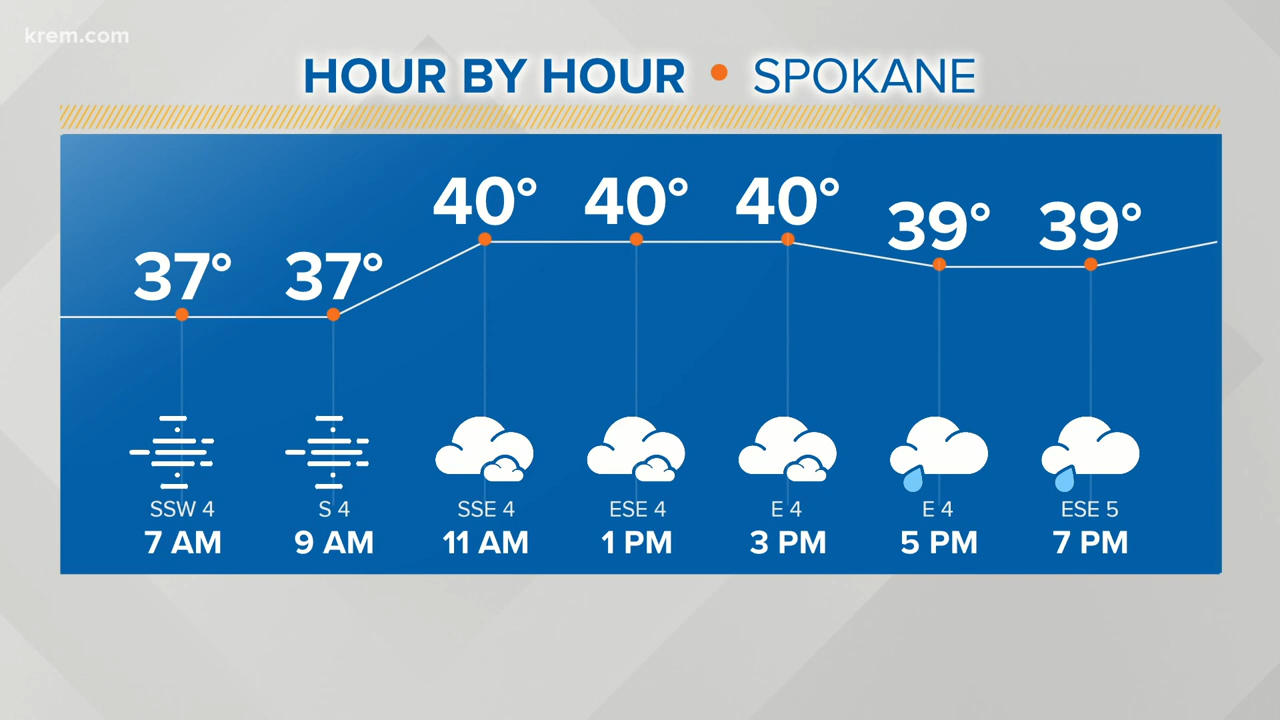 krem.com
HOUR BY HOUR • SPOKANE
37° 37° 40° 40° 40° 39° 39°
SSW 4 S 4 SSE 4 ESE 4 E 4 E 4 ESE 5
7 AM 9 AM 11 AM 1 PM 3 PM 5 PM 7 PM